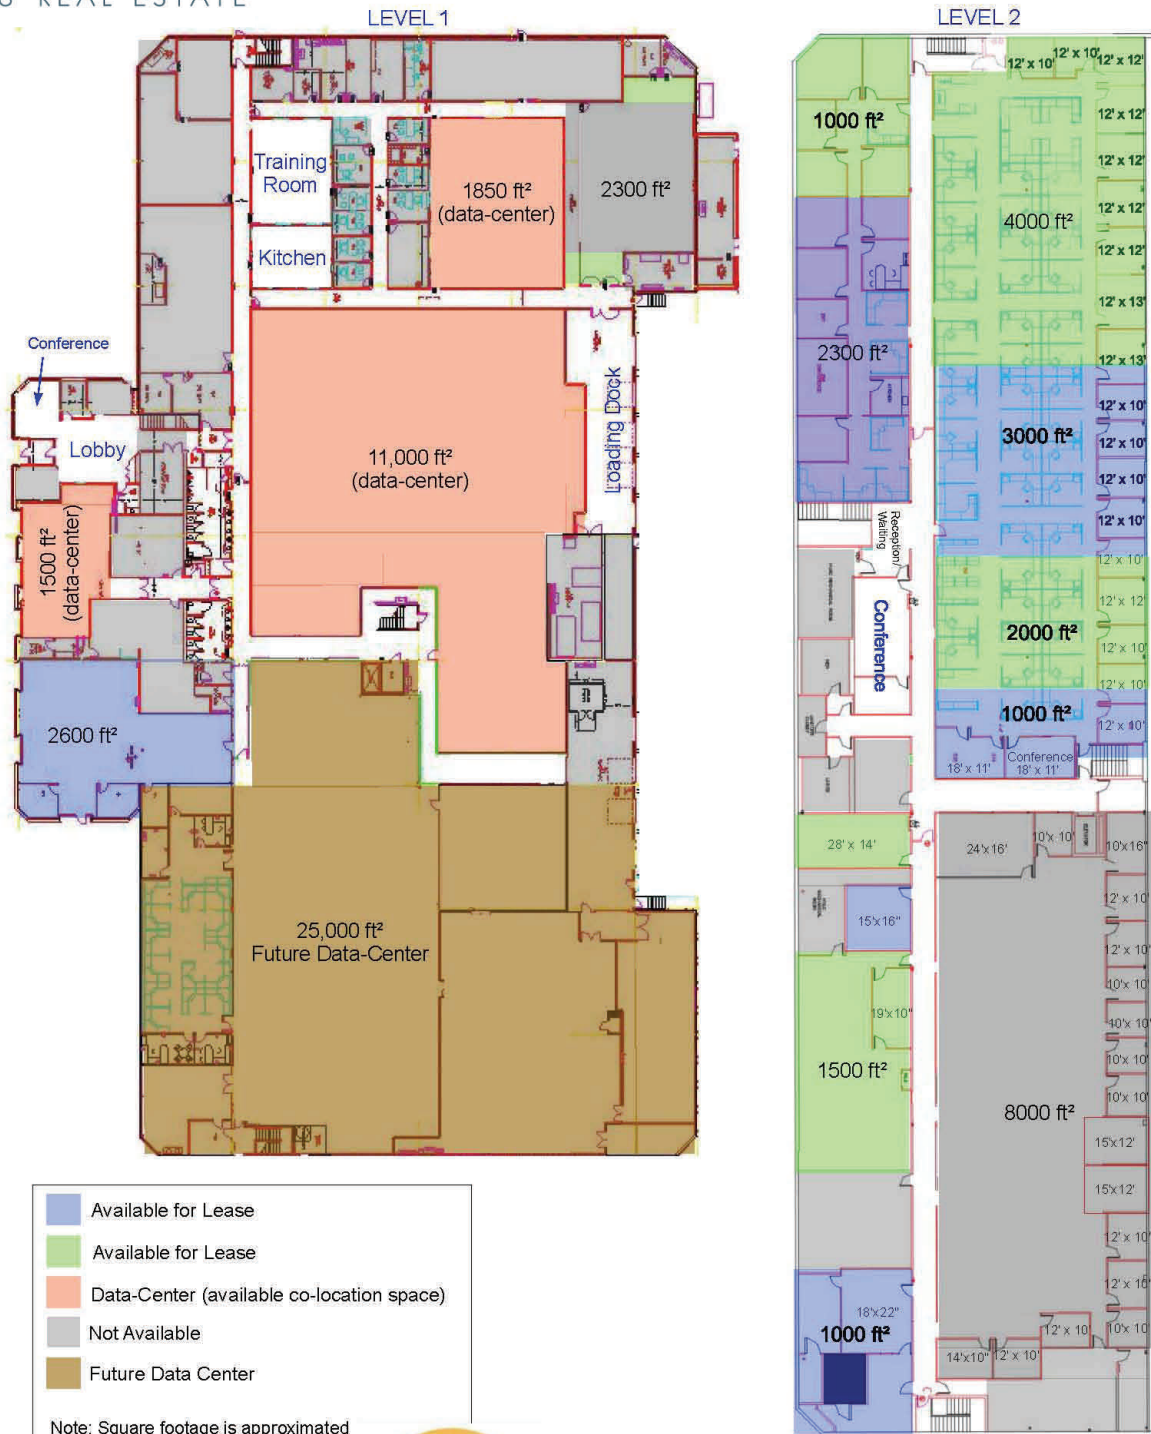 REAL ESTATE
LEVEL 1
LEVEL 2
Training
Room
Kitchen
1850 ft²
(data-center)
2300 ft²
Conference
Lobby
1500 ft²
(data-center)
11,000 ft²
(data-center)
Loading Dock
2600 ft²
25,000 ft²
Future Data-Center
1000 ft²
12' x 10'
12' x 10'
12' x 12'
12' x 12'
12' x 12'
12' x 12'
12' x 12'
4000 ft²
12' x 13'
12' x 13'
2300 ft²
12' x 10'
3000 ft²
12' x 10'
12' x 10'
12' x 10'
Reception/
Waiting
Conference
12' x 10'
12' x 12'
2000 ft²
12' x 10'
12' x 10'
1000 ft²
12' x 10'
18' x 11'
Conference
18' x 11'
28' x 14'
24'x16'
10'x 10'
10'x16"
15'x16"
12' x 10'
12' x 10'
10'x 10'
19'x10"
10'x 10'
10'x 10'
1500 ft²
10'x 10'
8000 ft²
15'x12'
15'x12'
12' x 10'
12' x 10'
18'x22"
1000 ft²
12' x 10'
10'x 10'
14'x10"
12' x 10'
Available for Lease
Available for Lease
Data-Center (available co-location space)
Not Available
Future Data Center
Note: Square footage is approximated